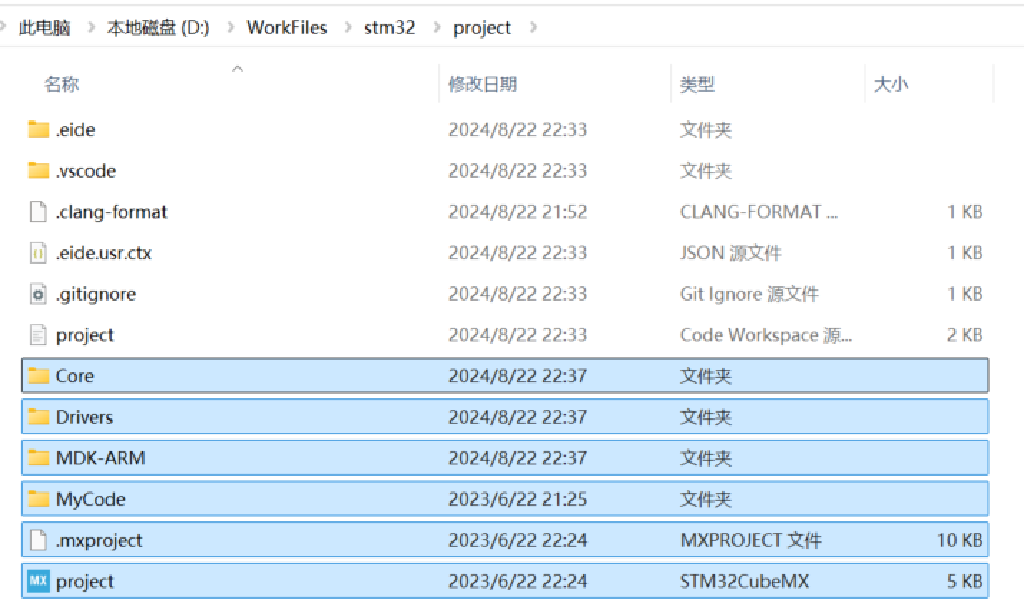 此电脑 > 本地磁盘 (D:) > WorkFiles > stm32 > project >
名称 修改日期 类型 大小
.eide 2024/8/22 22:33 文件夹
.vscode 2024/8/22 22:33 文件夹
.clang-format 2024/8/22 21:52 CLANG-FORMAT ... 1 KB
.eide.usr.ctx 2024/8/22 22:33 JSON 源文件 1 KB
.gitignore 2024/8/22 22:33 Git Ignore 源文件 1 KB
project 2024/8/22 22:33 Code Workspace 源... 2 KB
Core 2024/8/22 22:37 文件夹
Drivers 2024/8/22 22:37 文件夹
MDK-ARM 2024/8/22 22:37 文件夹
MyCode 2023/6/22 21:25 文件夹
.mxproject 2023/6/22 22:24 MXPROJECT 文件 10 KB
MX project 2023/6/22 22:24 STM32CubeMX 5 KB